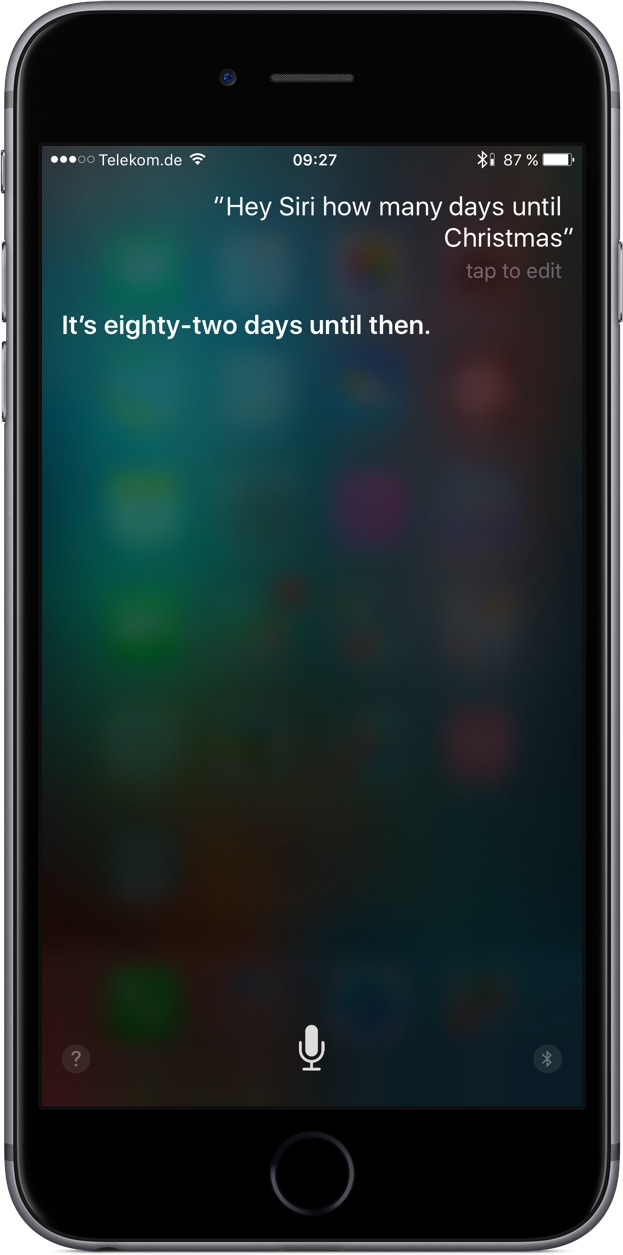 Telekom.de 09:27 87 %
“Hey Siri how many days until
Christmas”
tap to edit
It’s eighty-two days until then.
?